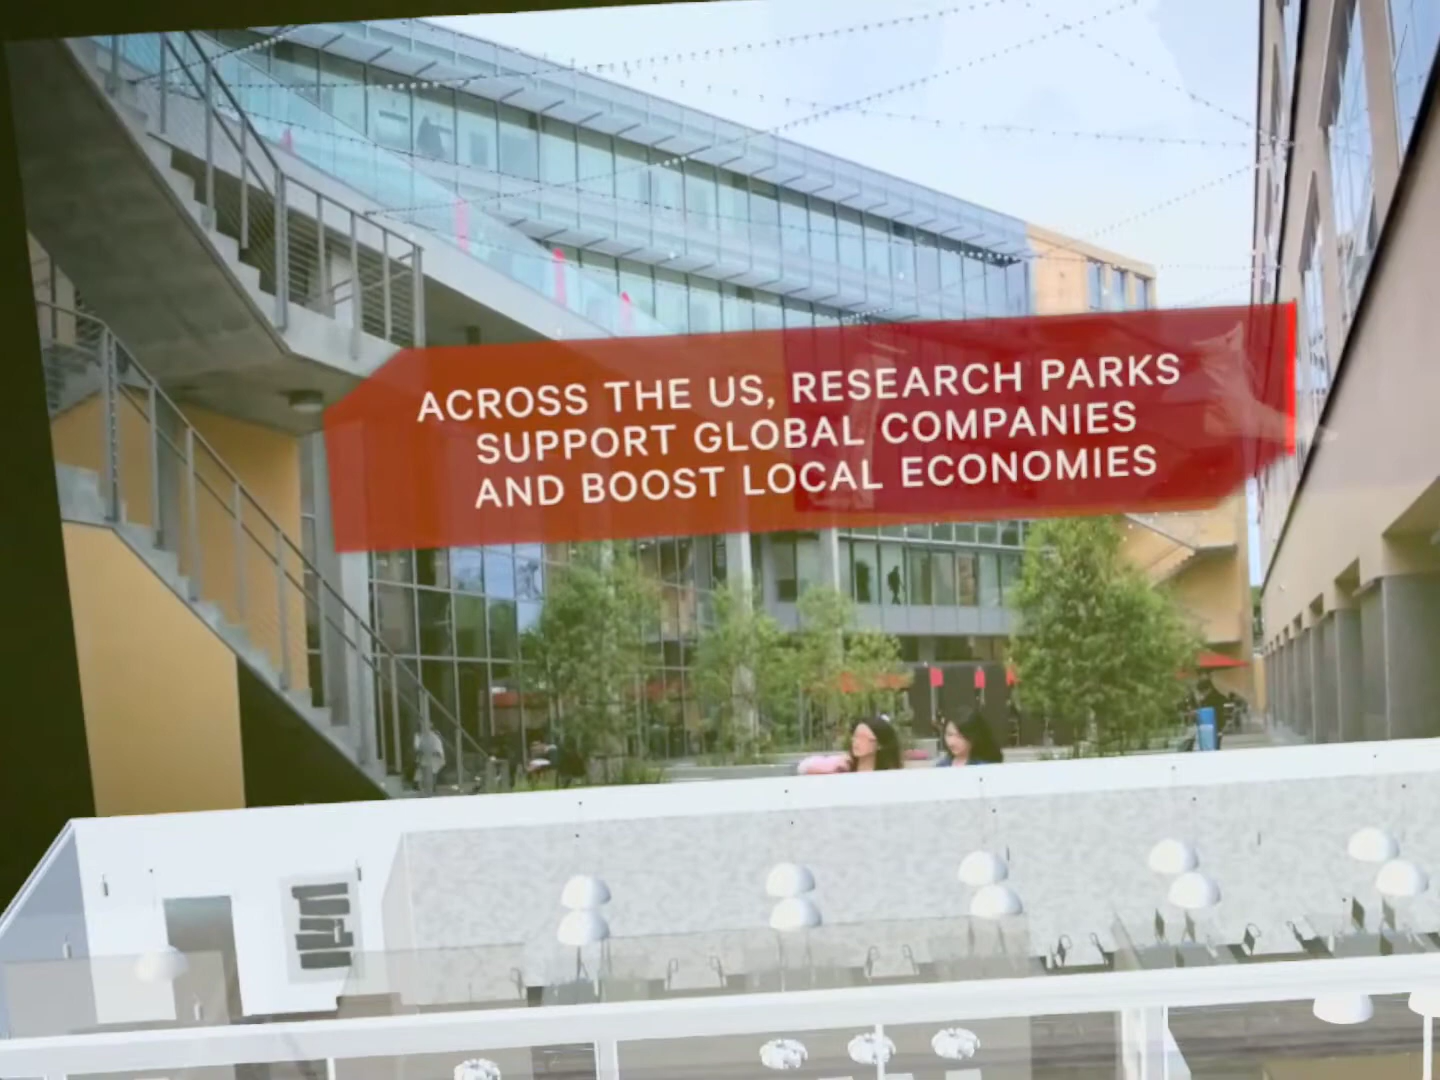 ACROSS THE US, RESEARCH PARKS
SUPPORT GLOBAL COMPANIES
AND BOOST LOCAL ECONOMIES